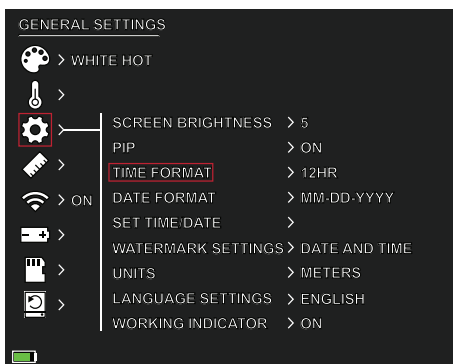 GENERAL SETTINGS
> WHITE HOT
>
>
SCREEN BRIGHTNESS > 5
PIP > ON
TIME FORMAT > 12HR
DATE FORMAT > MM-DD-YYYY
SET TIME/DATE >
WATERMARK SETTINGS > DATE AND TIME
UNITS > METERS
LANGUAGE SETTINGS > ENGLISH
WORKING INDICATOR > ON
>
> ON
>
>
>